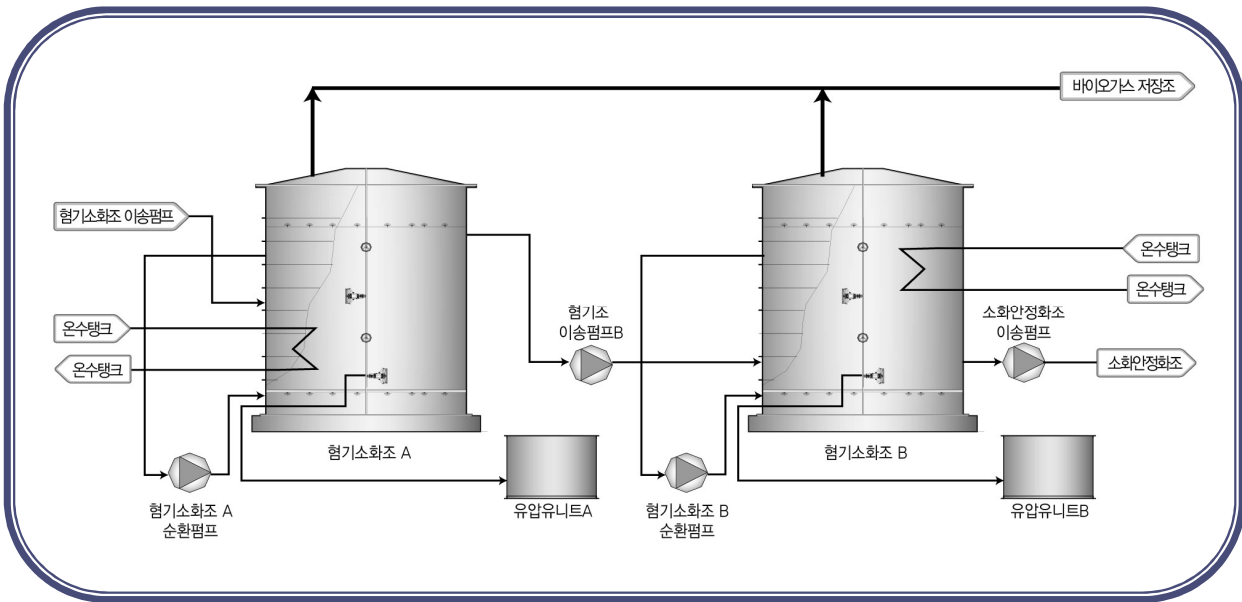 바이오가스 저장조
혐기소화조 이송펌프
온수탱크
온수탱크
혐기소화조 A
혐기소화조 A
순환펌프
유압유니트A
혐기조
이송펌프B
온수탱크
온수탱크
소화안정화조
이송펌프
소화안정화조
혐기소화조 B
혐기소화조 B
순환펌프
유압유니트B